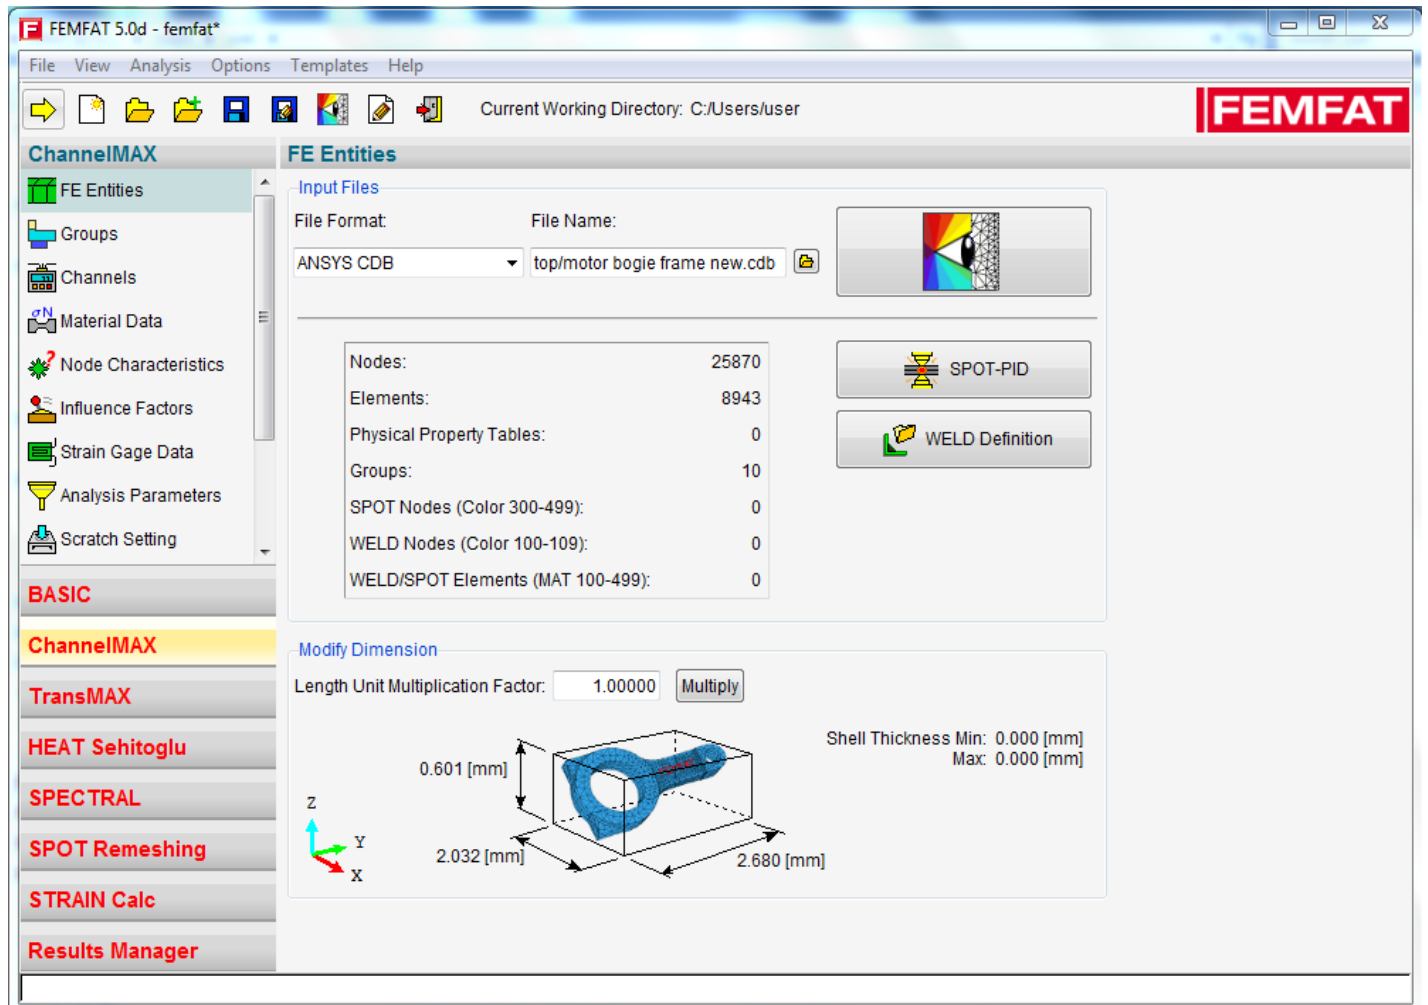 FEMFAT 5.0d - femfat*
File View Analysis Options Templates Help
Current Working Directory: C:/Users/user
FEMFAT
ChannelMAX
FE Entities
Groups
Channels
σN
Material Data
?
Node Characteristics
Influence Factors
Strain Gage Data
Analysis Parameters
Scratch Setting
BASIC
ChannelMAX
TransMAX
HEAT Sehitoglu
SPECTRAL
SPOT Remeshing
STRAIN Calc
Results Manager
FE Entities
Input Files
File Format: File Name:
ANSYS CDB top/motor bogie frame new.cdb
Nodes: 25870
Elements: 8943
Physical Property Tables: 0
Groups: 10
SPOT Nodes (Color 300-499): 0
WELD Nodes (Color 100-109): 0
WELD/SPOT Elements (MAT 100-499): 0
SPOT-PID
WELD Definition
Modify Dimension
Length Unit Multiplication Factor: 1.00000 Multiply
Shell Thickness Min: 0.000 [mm]
Max: 0.000 [mm]
0.601 [mm]
Z
Y
X
2.032 [mm]
2.680 [mm]